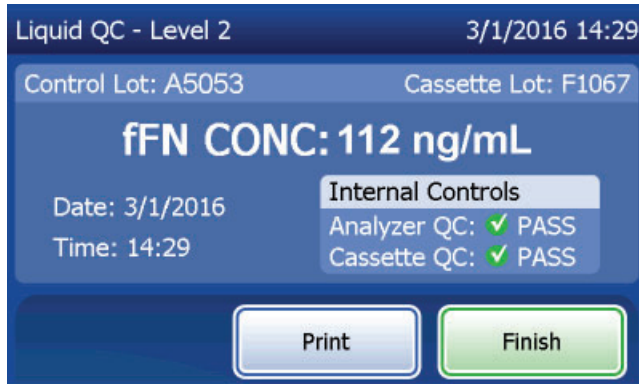 Liquid QC - Level 2 3/1/2016 14:29
Control Lot: A5053 Cassette Lot: F1067
fFN CONC: 112 ng/mL
Date: 3/1/2016
Time: 14:29
Internal Controls
Analyzer QC: PASS
Cassette QC: PASS
Print Finish